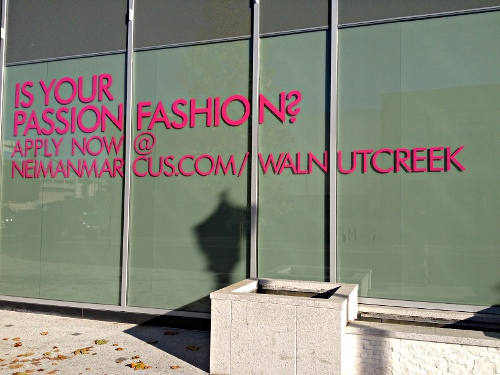 IS YOUR
PASSION FASHION?
APPLY NOW @
NEIMANMARCUS.COM/WALNUTCREEK